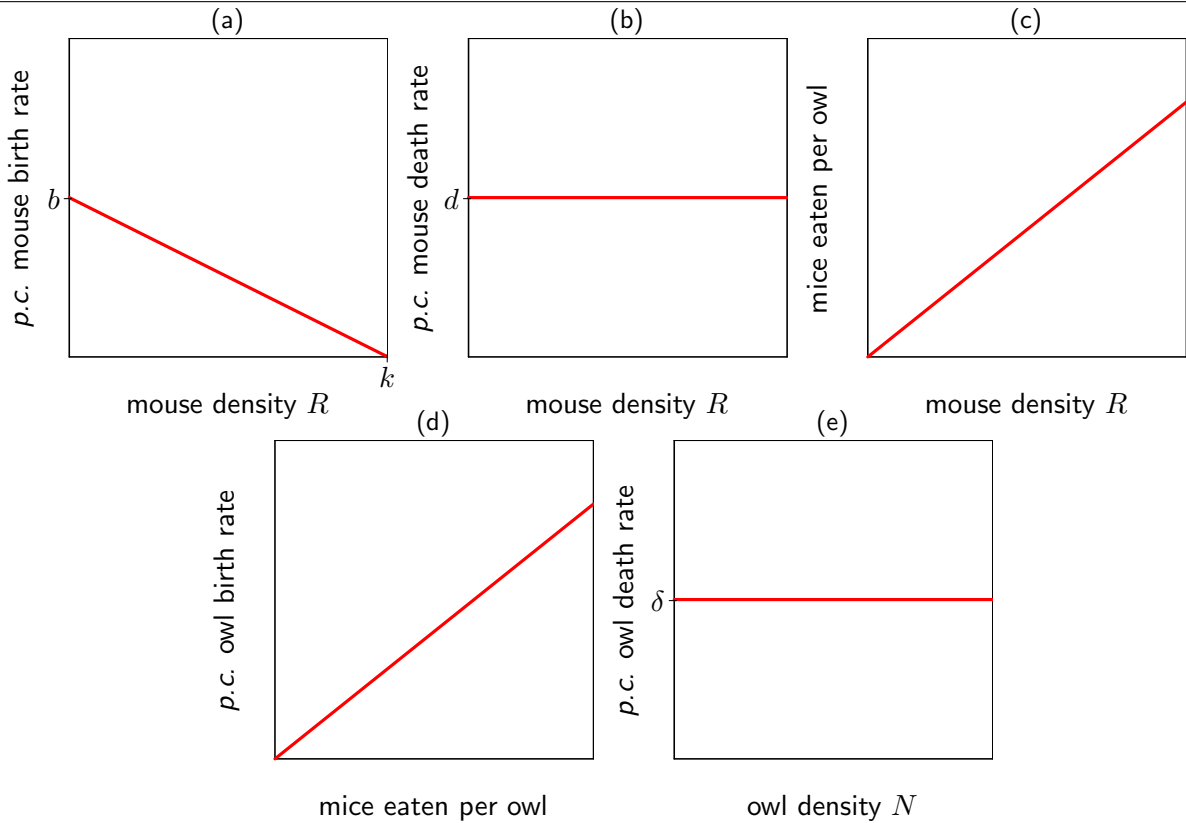 (a)
p.c. mouse birth rate
b
k
mouse density R
(b)
p.c. mouse death rate
d
mouse density R
(c)
mice eaten per owl
mouse density R
(d)
p.c. owl birth rate
mice eaten per owl
(e)
p.c. owl death rate
δ
owl density N